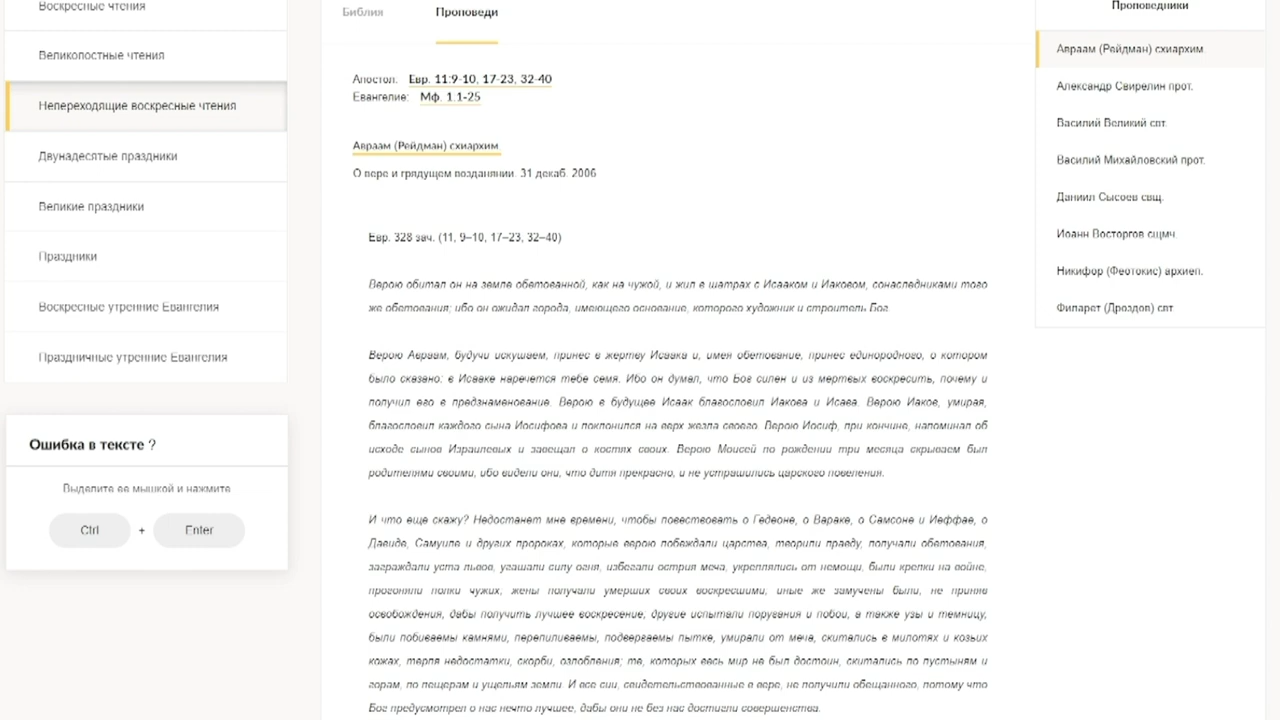 Воскресные чтения
Великопостные чтения
Непереходящие воскресные чтения
Двунадесятые праздники
Великие праздники
Праздники
Воскресные утренние Евангелия
Праздничные утренние Евангелия
Ошибка в тексте ?
Выделите ее мышкой и нажмите
Ctrl + Enter
Библия Проповеди
Апостол: Евр. 11:9-10, 17-23, 32-40
Евангелие: Мф. 1:1-25
Авраам (Рейдман) схиархим
О вере и грядущем воздаянии. 31 декаб. 2006
Евр. 328 зач. (11, 9–10, 17–23, 32–40)
Верою обитал он на земле обетованной, как на чужой, и жил в шатрах с Исааком и Иаковом, сонаследниками того
же обетования; ибо он ожидал города, имеющего основание, которого художник и строитель Бог.
Верою Авраам, будучи искушаем, принес в жертву Исаака и, имея обетование, принес единородного, о котором
было сказано: в Исааке наречется тебе семя. Ибо он думал, что Бог силен и из мертвых воскресить, почему и
получил его в предзнаменование. Верою в будущее Исаак благословил Иакова и Исава. Верою Иаков, умирая,
благословил каждого сына Иосифова и поклонился на верх жезла своего. Верою Иосиф, при кончине, напоминал об
исходе сынов Израилевых и завещал о костях своих. Верою Моисей по рождении три месяца скрываем был
родителями своими, ибо видели они, что дитя прекрасно, и не устрашились царского повеления.
И что еще скажу? Недостанет мне времени, чтобы повествовать о Гедеоне, о Вараке, о Самсоне и Иеффае, о
Давиде, Самуиле и других пророках, которые верою побеждали царства, творили правду, получали обетования,
заграждали уста львов, угашали силу огня, избегали острия меча, укреплялись от немощи, были крепки на войне,
прогоняли полки чужих, жены получали умерших своих воскресшими, иные же замучены были, не приняв
освобождения, дабы получить лучшее воскресение, другие испытали поругания и побои, а также узы и темницу,
были побиваемы камнями, перепиливаемы, подвергаемы пытке, умирали от меча, скитались в милотях и козьих
кожах, терпя недостатки, скорби, озлобления; те, которых весь мир не был достоин, скитались по пустыням и
горам, по пещерам и ущельям земли. И все сии, свидетельствованные в вере, не получили обещанного, потому что
Бог предусмотрел о нас нечто лучшее, дабы они не без нас достигли совершенства.
Проповедники
Авраам (Рейдман) схиархим.
Александр Свирелин прот.
Василий Великий свт.
Василий Михайловский прот.
Даниил Сысоев свщ.
Иоанн Восторгов сщмч.
Никифор (Феотокис) архиеп.
Филарет (Дроздов) свт